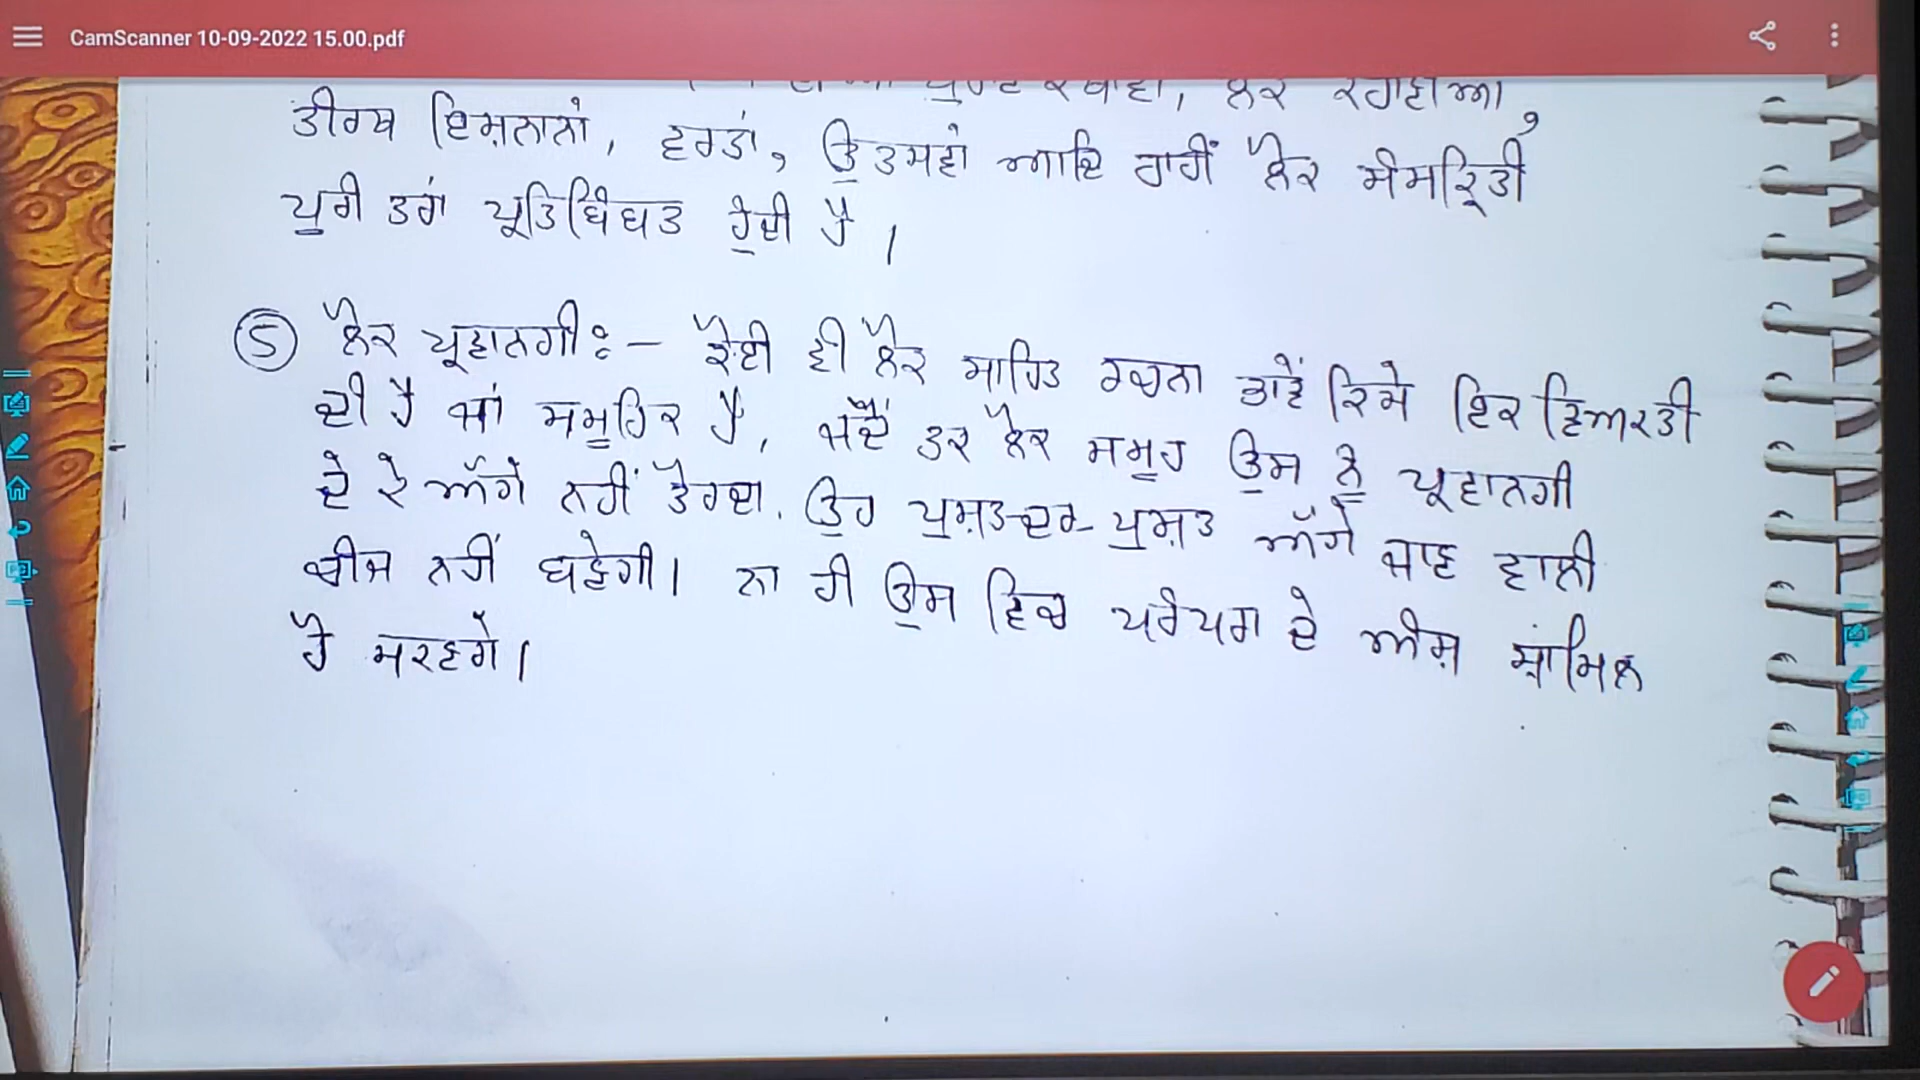 CamScanner 10-09-2022 15.00.pdf
ਲੋਕ ਕਹਾਣੀਆਂ,
ਤੀਰਥ ਇਸ਼ਨਾਨਾਂ, ਵਰਤਾਂ, ਉਤਸਵਾਂ ਆਦਿ ਰਾਹੀਂ ਲੋਕ ਸੰਸਕ੍ਰਿਤੀ
ਪੂਰੀ ਤਰਾਂ ਪ੍ਰਤਿਬਿੰਬਤ ਹੁੰਦੀ ਹੈ।
5 ਲੋਕ ਪ੍ਰਵਾਨਗੀ:- ਕੋਈ ਵੀ ਲੋਕ ਸਾਹਿਤ ਰਚਨਾ ਭਾਵੇਂ ਕਿਸੇ ਇਕ ਵਿਅਕਤੀ
ਦੀ ਹੈ ਜਾਂ ਸਮੂਹਿਕ ਹੈ, ਜਦੋਂ ਤਕ ਲੋਕ ਸਮੂਹ ਉਸ ਨੂੰ ਪ੍ਰਵਾਨਗੀ
ਦੇ ਕੇ ਅੱਗੇ ਨਹੀਂ ਤੋਰਦਾ. ਉਹ ਪੁਸ਼ਤ-ਦਰ-ਪੁਸ਼ਤ ਅੱਗੇ ਜਾਣ ਵਾਲੀ
ਚੀਜ ਨਹੀਂ ਬਣੇਗੀ। ਨਾ ਹੀ ਉਸ ਵਿਚ ਪਰੰਪਰਾ ਦੇ ਅੰਸ਼ ਸ਼ਾਮਿਲ
ਹੋ ਸਕਣਗੇ।